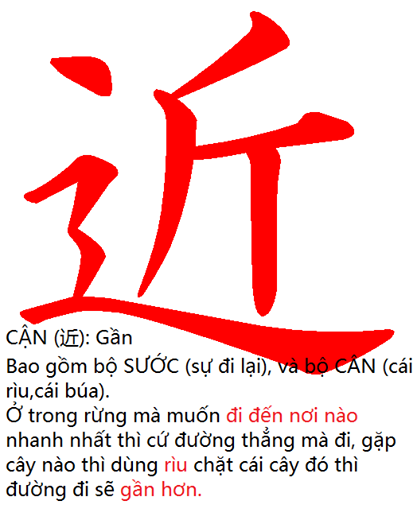 近
CẬN (近): Gần
Bao gồm bộ SƯỚC (sự đi lại), và bộ CÂN (cái
rìu,cái búa).
Ở trong rừng mà muốn đi đến nơi nào
nhanh nhất thì cứ đường thẳng mà đi, gặp
cây nào thì dùng rìu chặt cái cây đó thì
đường đi sẽ gần hơn.